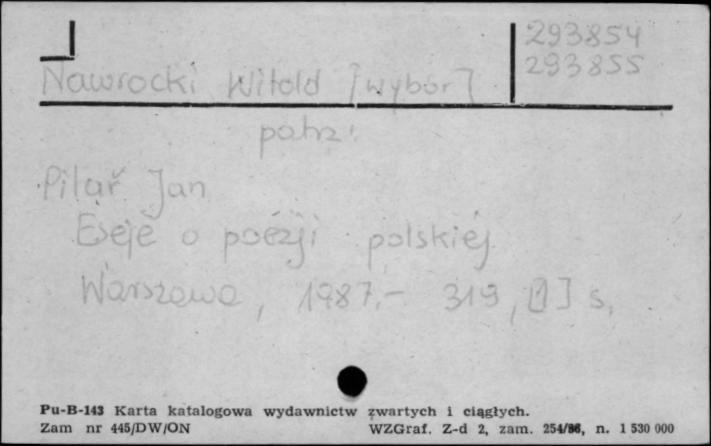 293854
293855
Nawrocki Witold [wybór]
patrz:
Pilař Jan
Eseje o poezji polskiej
Warszawa, 1987.- 319, [1] s.
Pu-B-143 Karta katalogowa wydawnictw zwartych i ciągłych.
Zam nr 445/DW/ON WZGraf. Z-d 2, zam. 254/86, n. 1 530 000